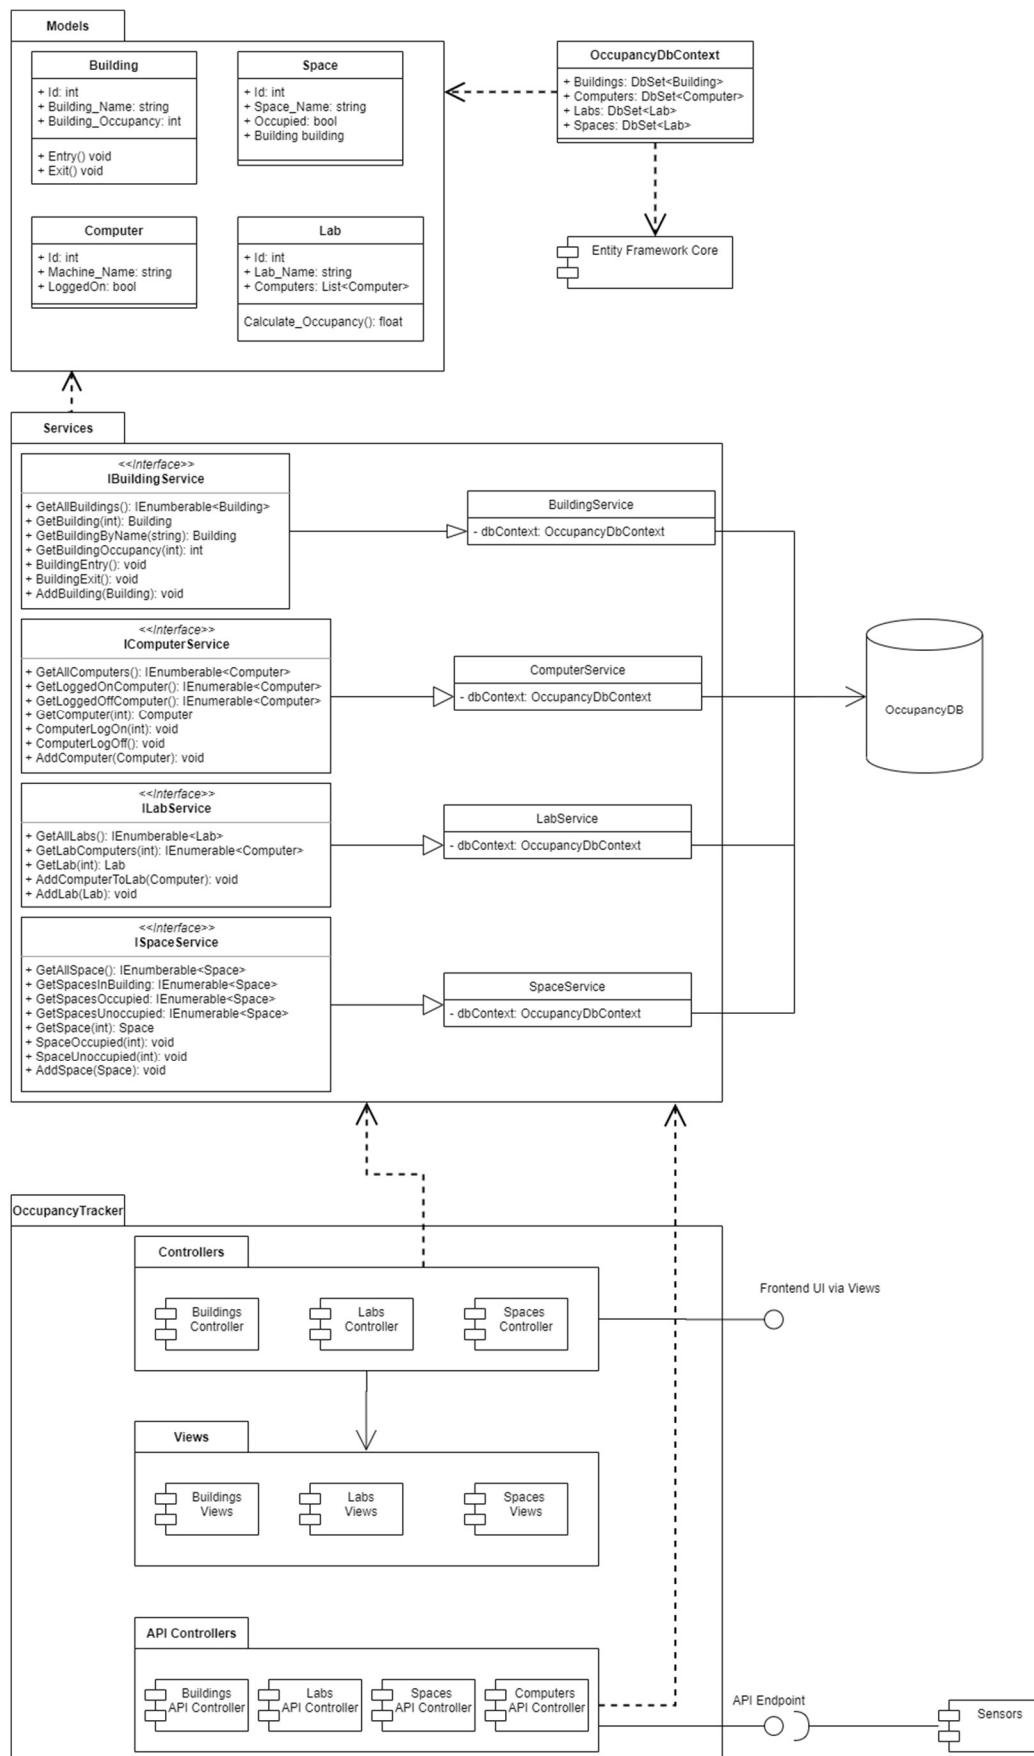 Models
Building
+ Id: int
+ Building_Name: string
+ Building_Occupancy: int
+ Entry() void
+ Exit() void
Space
+ Id: int
+ Space_Name: string
+ Occupied: bool
+ Building building
Computer
+ Id: int
+ Machine_Name: string
+ LoggedOn: bool
Lab
+ Id: int
+ Lab_Name: string
+ Computers: List<Computer>
Calculate_Occupancy(): float
OccupancyDbContext
+ Buildings: DbSet<Building>
+ Computers: DbSet<Computer>
+ Labs: DbSet<Lab>
+ Spaces: DbSet<Lab>
Entity Framework Core
Services
<<Interface>>
IBuildingService
+ GetAllBuildings(): IEnumberable<Building>
+ GetBuilding(int): Building
+ GetBuildingByName(string): Building
+ GetBuildingOccupancy(int): int
+ BuildingEntry(): void
+ BuildingExit(): void
+ AddBuilding(Building): void
BuildingService
- dbContext: OccupancyDbContext
<<Interface>>
IComputerService
+ GetAllComputers(): IEnumberable<Computer>
+ GetLoggedOnComputer(): IEnumerable<Computer>
+ GetLoggedOffComputer(): IEnumerable<Computer>
+ GetComputer(int): Computer
+ ComputerLogOn(int): void
+ ComputerLogOff(): void
+ AddComputer(Computer): void
ComputerService
- dbContext: OccupancyDbContext
OccupancyDB
<<Interface>>
ILabService
+ GetAllLabs(): IEnumberable<Lab>
+ GetLabComputers(int): IEnumerable<Computer>
+ GetLab(int): Lab
+ AddComputerToLab(Computer): void
+ AddLab(Lab): void
LabService
- dbContext: OccupancyDbContext
<<Interface>>
ISpaceService
+ GetAllSpace(): IEnumberable<Space>
+ GetSpacesInBuilding: IEnumerable<Space>
+ GetSpacesOccupied: IEnumerable<Space>
+ GetSpacesUnoccupied: IEnumerable<Space>
+ GetSpace(int): Space
+ SpaceOccupied(int): void
+ SpaceUnoccupied(int): void
+ AddSpace(Space): void
SpaceService
- dbContext: OccupancyDbContext
OccupancyTracker
Controllers
Buildings
Controller
Labs
Controller
Spaces
Controller
Frontend UI via Views
Views
Buildings
Views
Labs
Views
Spaces
Views
API Controllers
Buildings
API Controller
Labs
API Controller
Spaces
API Controller
Computers
API Controller
API Endpoint
Sensors